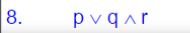 8. p ∨ q ∧ r